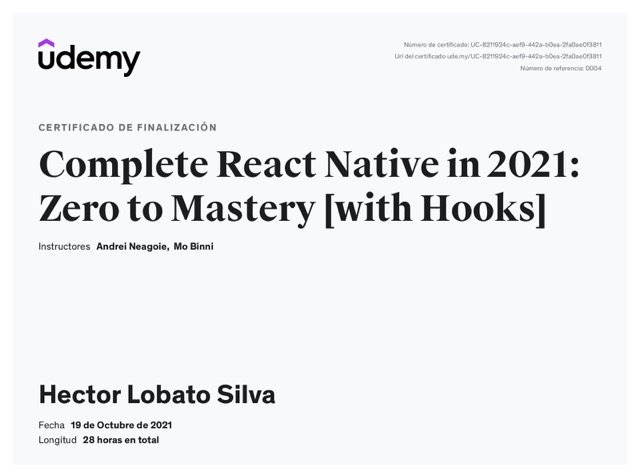 udemy
Número de certificado: UC-8211924c-aef9-442a-b0ea-2fa0ae0f3811
Url del certificado ude.my/UC-8211924c-aef9-442a-b0ea-2fa0ae0f3811
Número de referencia: 0004
CERTIFICADO DE FINALIZACIÓN
Complete React Native in 2021:
Zero to Mastery [with Hooks]
Instructores Andrei Neagoie, Mo Binni
Hector Lobato Silva
Fecha 19 de Octubre de 2021
Longitud 28 horas en total